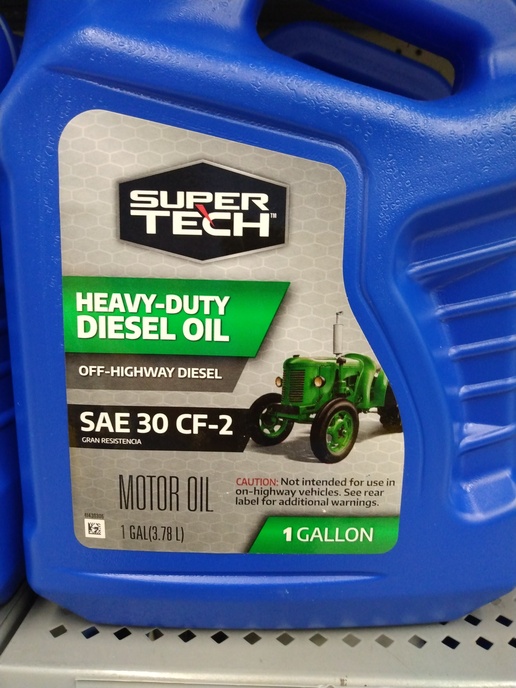 SUPER
TECH™
HEAVY-DUTY
DIESEL OIL
OFF-HIGHWAY DIESEL
SAE 30 CF-2
GRAN RESISTENCIA
MOTOR OIL
1 GAL(3.78 L)
CAUTION: Not intended for use in
on-highway vehicles. See rear
label for additional warnings.
1 GALLON